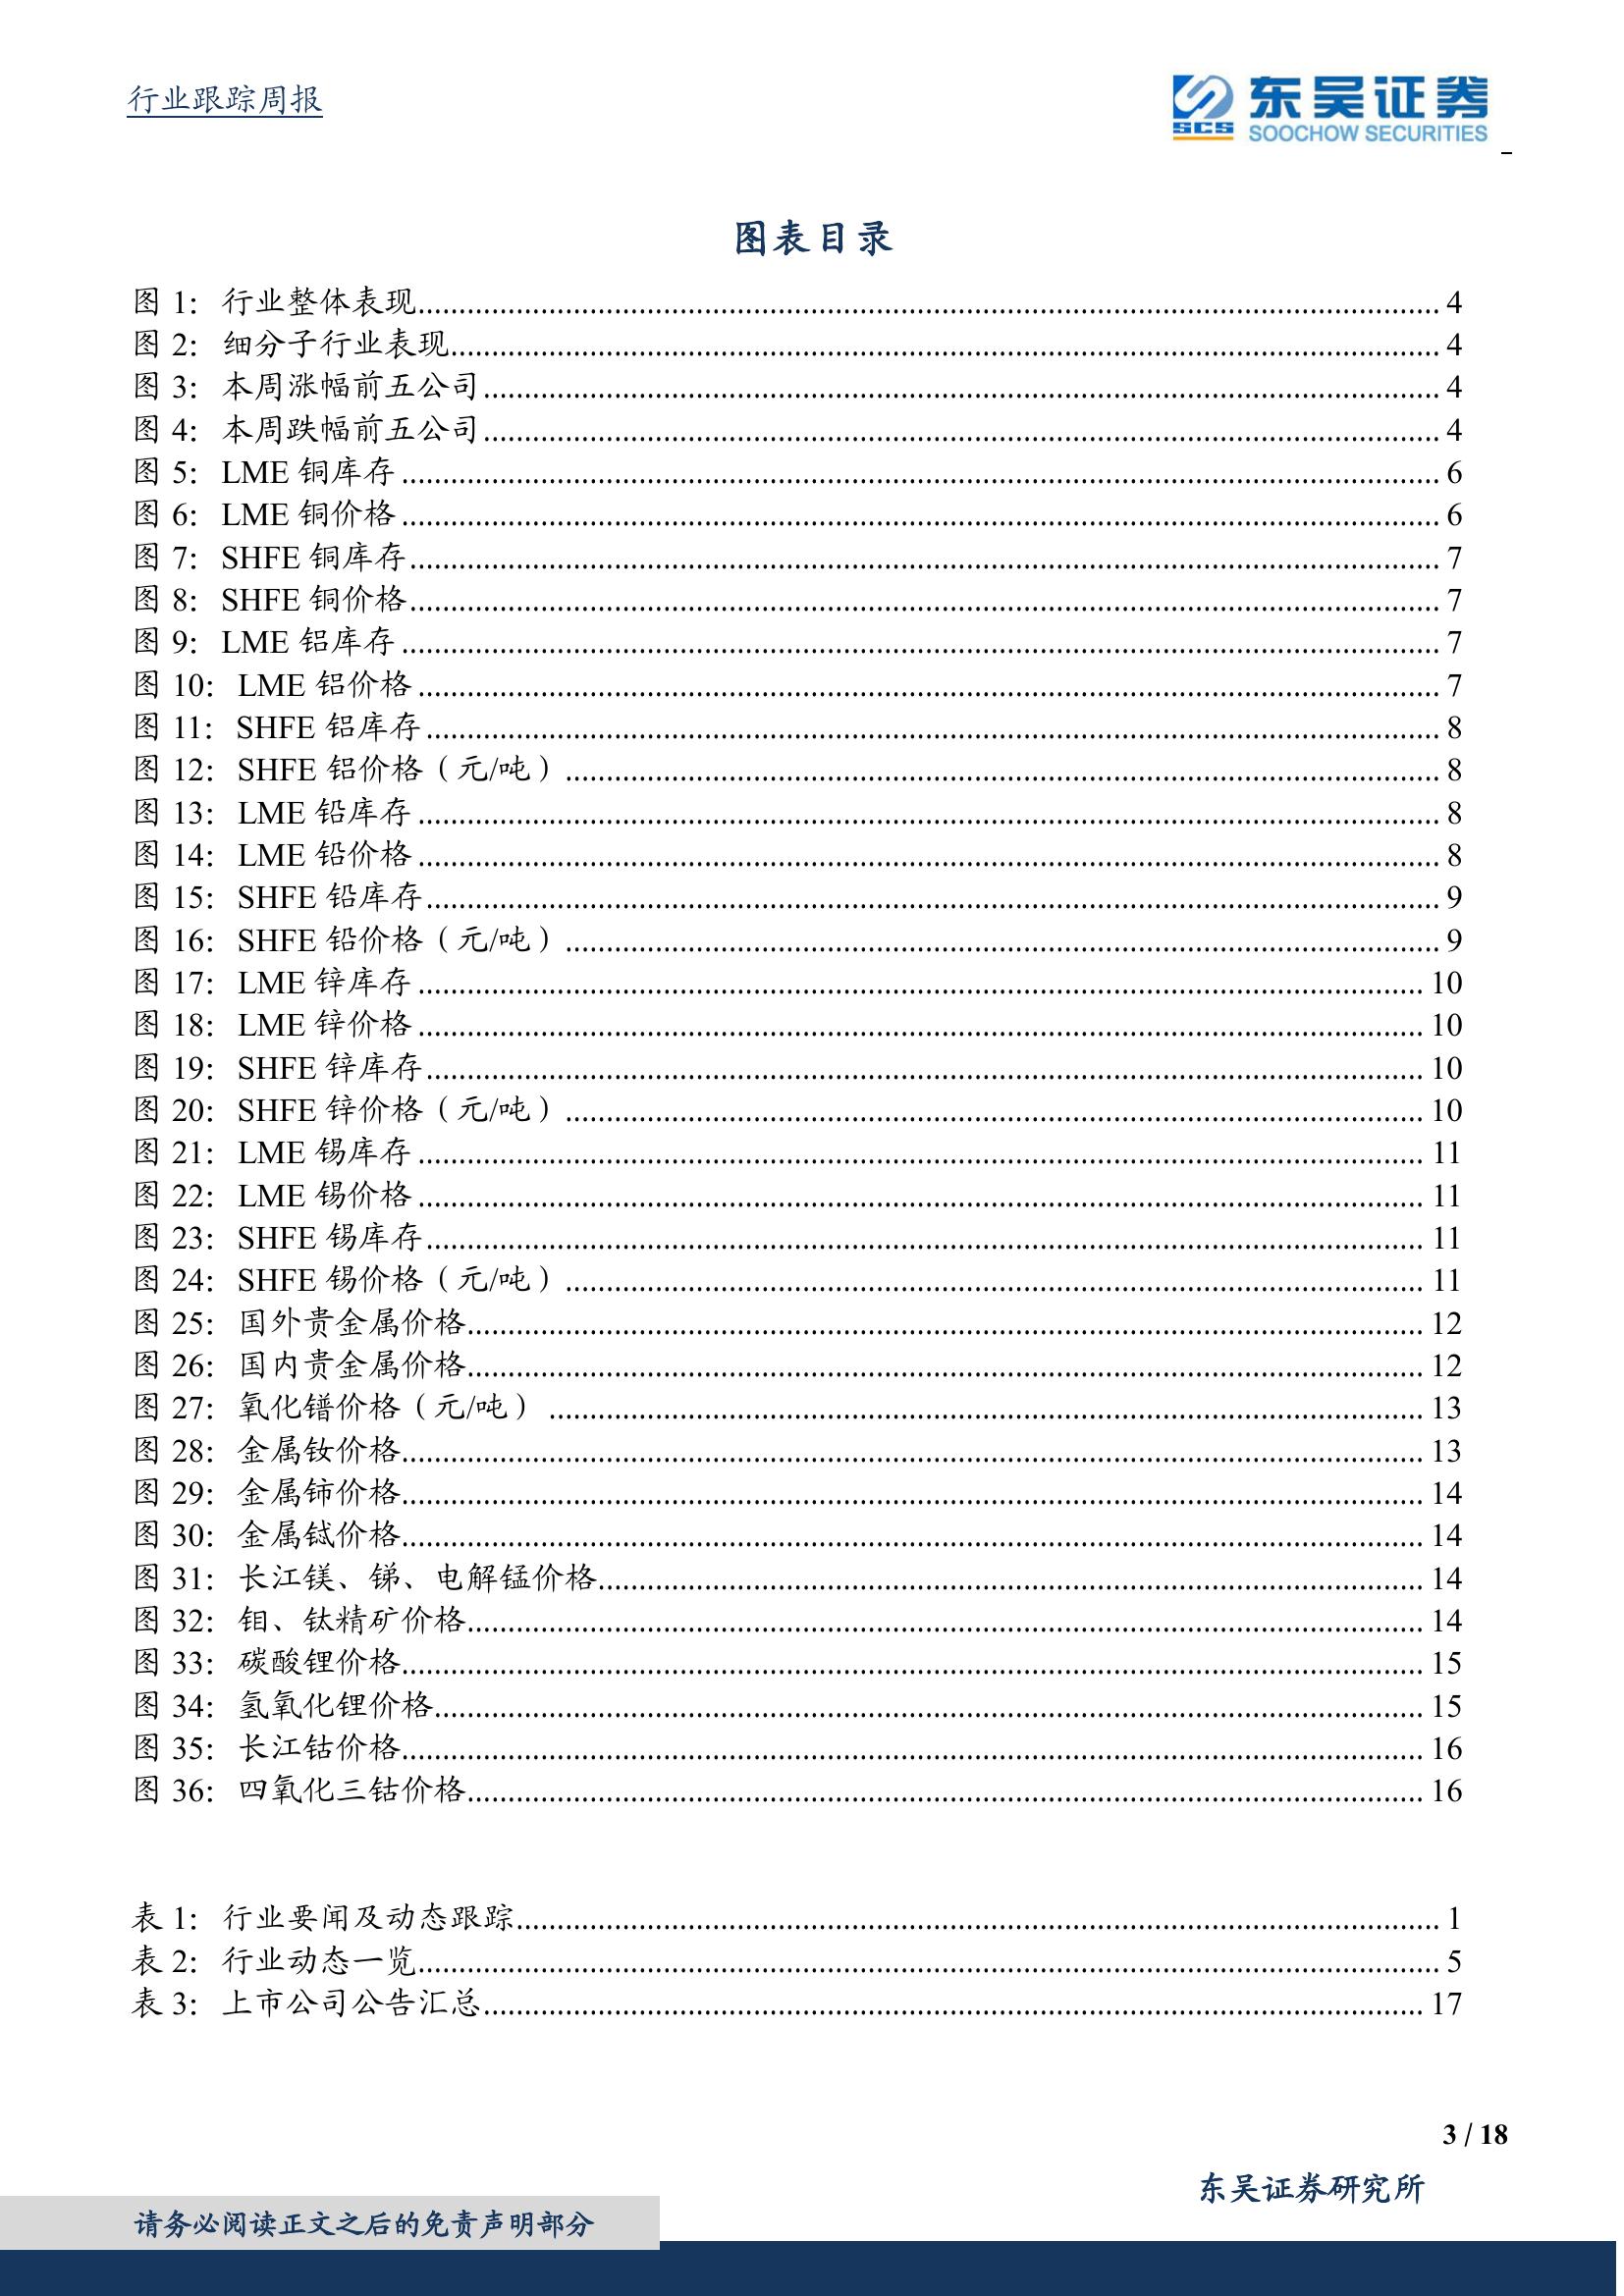 行业跟踪周报
东吴证券
SCS
SOOCHOW SECURITIES
图表目录
图 1: 行业整体表现 4
图 2: 细分子行业表现 4
图 3: 本周涨幅前五公司 4
图 4: 本周跌幅前五公司 4
图 5: LME 铜库存 6
图 6: LME 铜价格 6
图 7: SHFE 铜库存 7
图 8: SHFE 铜价格 7
图 9: LME 铝库存 7
图 10: LME 铝价格 7
图 11: SHFE 铝库存 8
图 12: SHFE 铝价格（元/吨） 8
图 13: LME 铅库存 8
图 14: LME 铅价格 8
图 15: SHFE 铅库存 9
图 16: SHFE 铅价格（元/吨） 9
图 17: LME 锌库存 10
图 18: LME 锌价格 10
图 19: SHFE 锌库存 10
图 20: SHFE 锌价格（元/吨） 10
图 21: LME 锡库存 11
图 22: LME 锡价格 11
图 23: SHFE 锡库存 11
图 24: SHFE 锡价格（元/吨） 11
图 25: 国外贵金属价格 12
图 26: 国内贵金属价格 12
图 27: 氧化镨价格（元/吨） 13
图 28: 金属钕价格 13
图 29: 金属铈价格 14
图 30: 金属铽价格 14
图 31: 长江镁、锑、电解锰价格 14
图 32: 钼、钛精矿价格 14
图 33: 碳酸锂价格 15
图 34: 氢氧化锂价格 15
图 35: 长江钴价格 16
图 36: 四氧化三钴价格 16
表 1: 行业要闻及动态跟踪 1
表 2: 行业动态一览 5
表 3: 上市公司公告汇总 17
3 / 18
东吴证券研究所
请务必阅读正文之后的免责声明部分